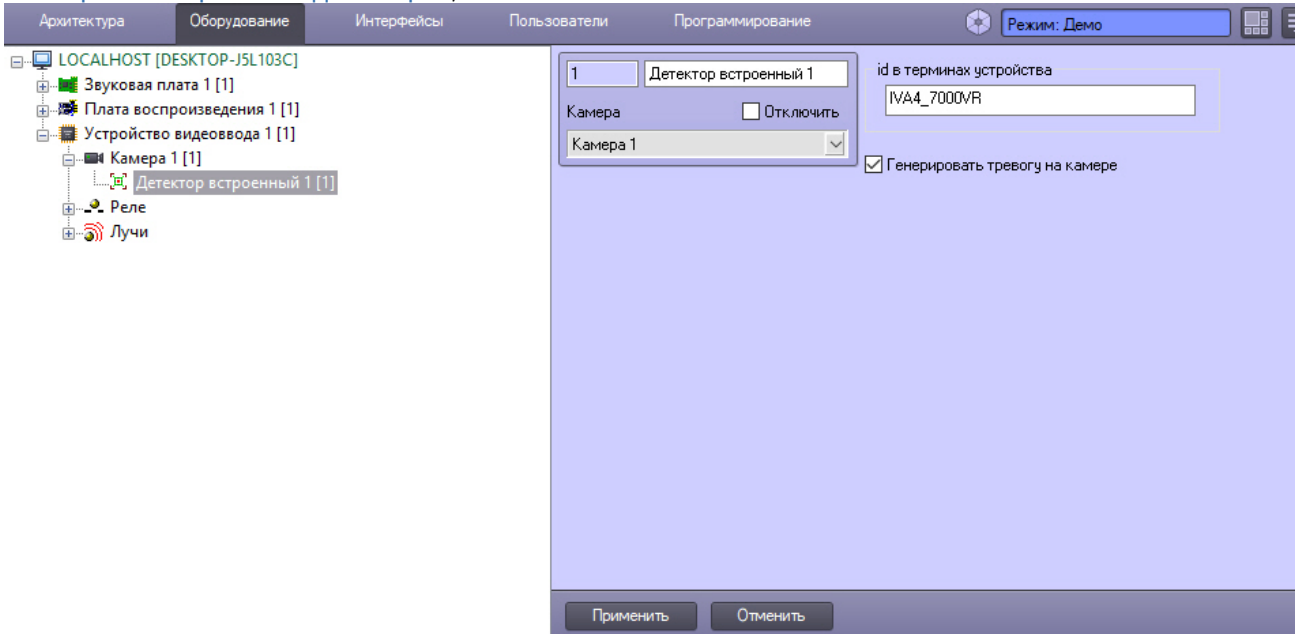 Архитектура Оборудование Интерфейсы Пользователи Программирование Режим: Демо
LOCALHOST [DESKTOP-J5L103C]
Звуковая плата 1 [1]
Плата воспроизведения 1 [1]
Устройство видеоввода 1 [1]
Камера 1 [1]
Детектор встроенный 1 [1]
Реле
Лучи
1 Детектор встроенный 1
Камера Отключить
Камера 1
id в терминах устройства
IVA4_7000VR
Генерировать тревогу на камере
Применить Отменить